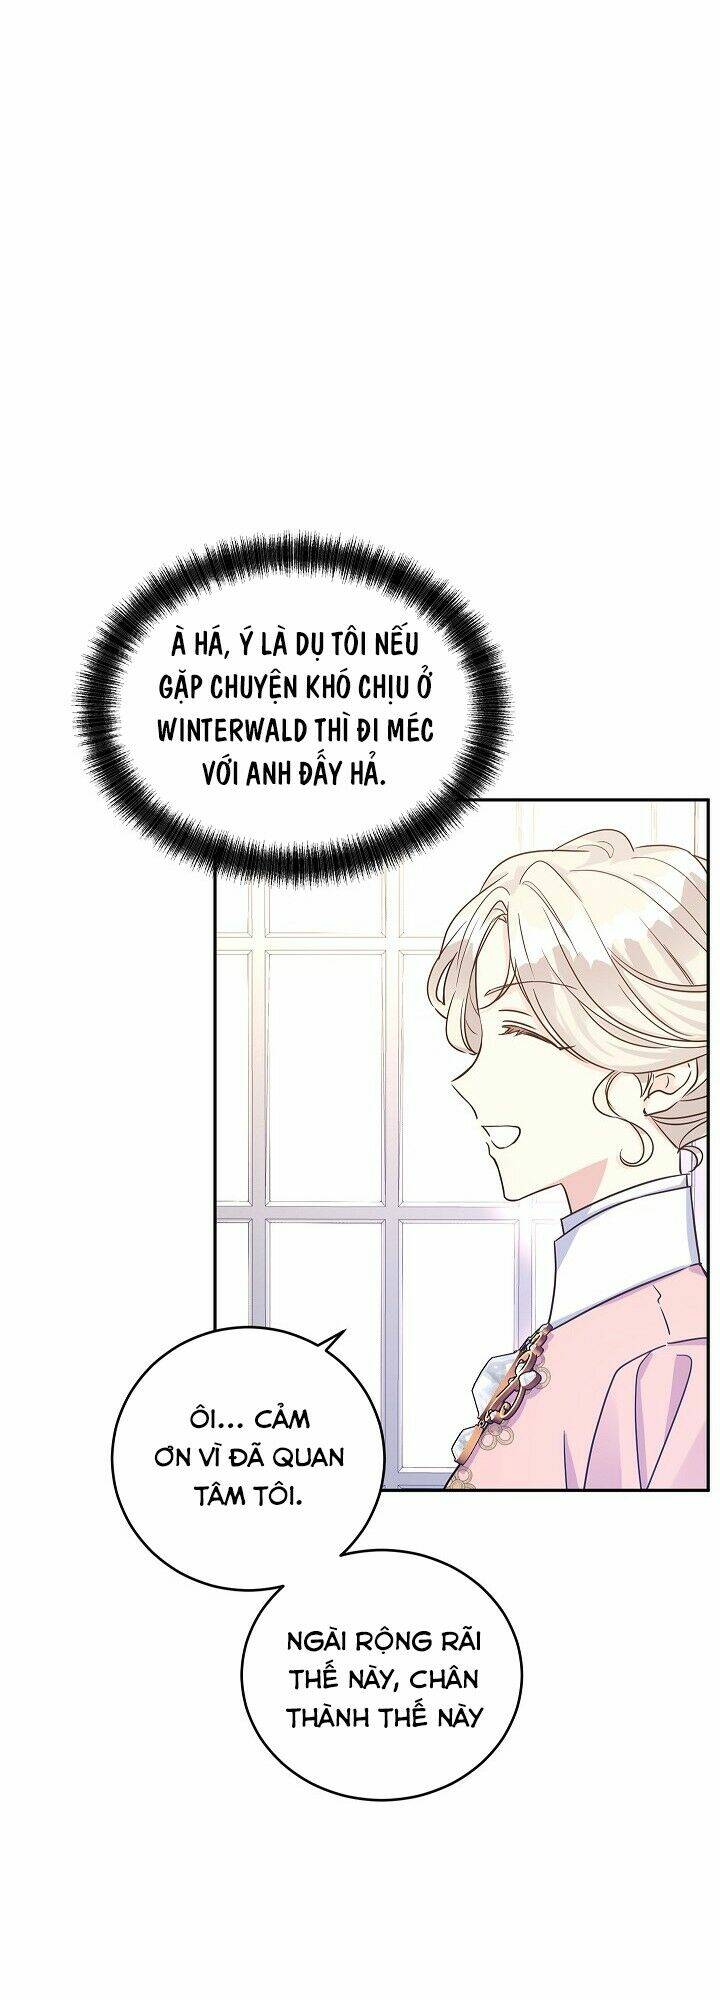 À HÁ, Ý LÀ DỤ TÔI NẾU
GẶP CHUYỆN KHÓ CHỊU Ở
WINTERWALD THÌ ĐI MÉC
VỚI ANH ĐẤY HẢ.
ÔI... CẢM
ƠN VÌ ĐÃ QUAN
TÂM TÔI.
NGÀI RỘNG RÃI
THẾ NÀY, CHÂN
THÀNH THẾ NÀY